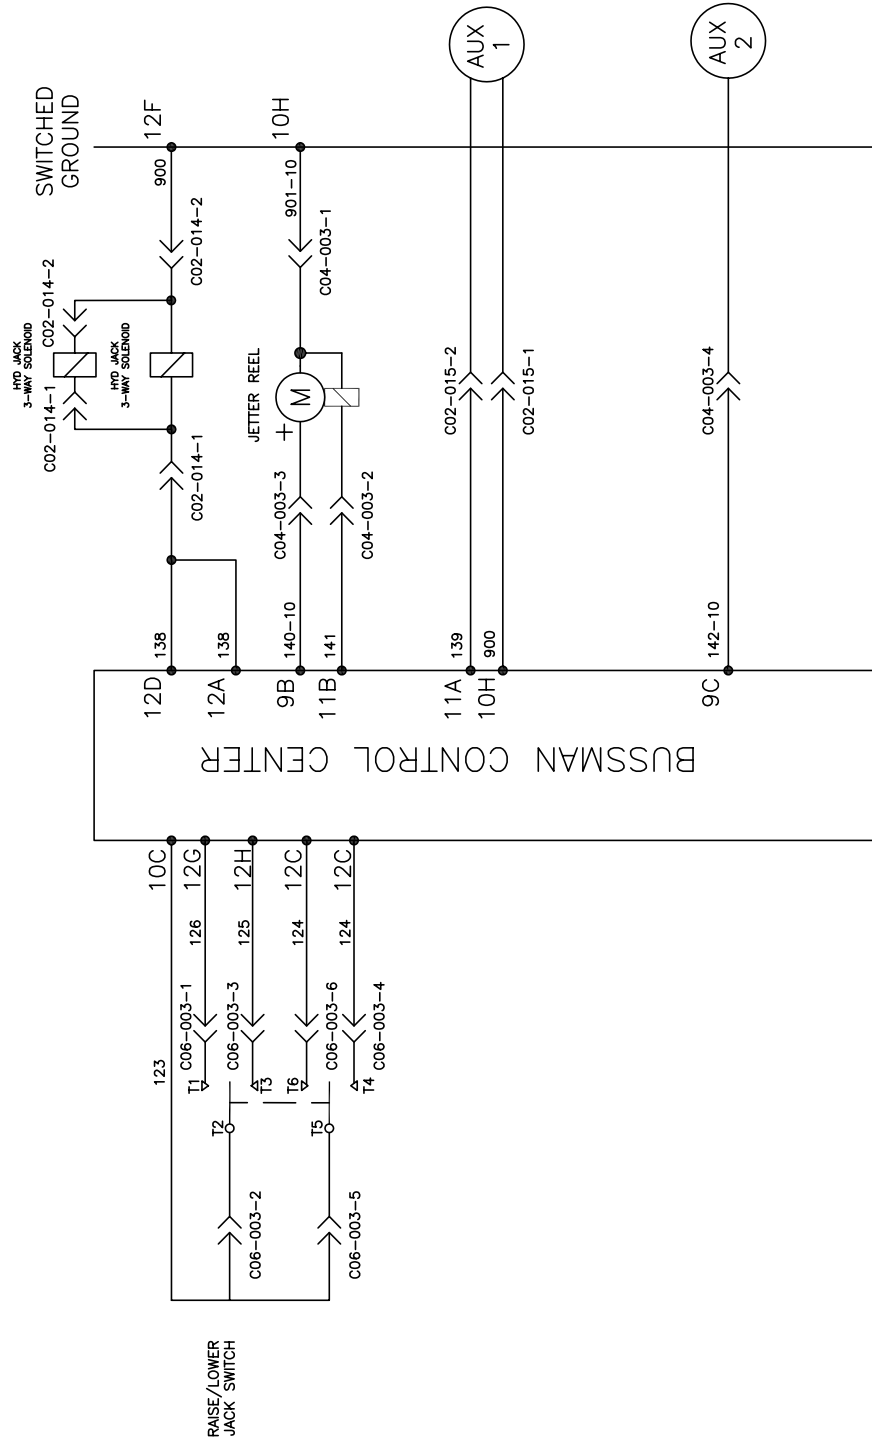 RAISE/LOWER
JACK SWITCH
123
C06-003-2
C06-003-5
T2
T5
T1
T3
T6
T4
C06-003-1
C06-003-3
C06-003-6
C06-003-4
126
125
124
124
10C
12G
12H
12C
12C
BUSSMAN CONTROL CENTER
12D
12A
9B
11B
11A
10H
9C
138
138
140-10
141
139
900
142-10
C02-014-1
C02-014-1
HYD JACK
3-WAY SOLENOID
C02-014-2
HYD JACK
3-WAY SOLENOID
C02-014-2
900
12F
SWITCHED
GROUND
C04-003-3
C04-003-2
JETTER REEL
+
M
C04-003-1
901-10
10H
C02-015-2
C02-015-1
AUX
1
C04-003-4
AUX
2